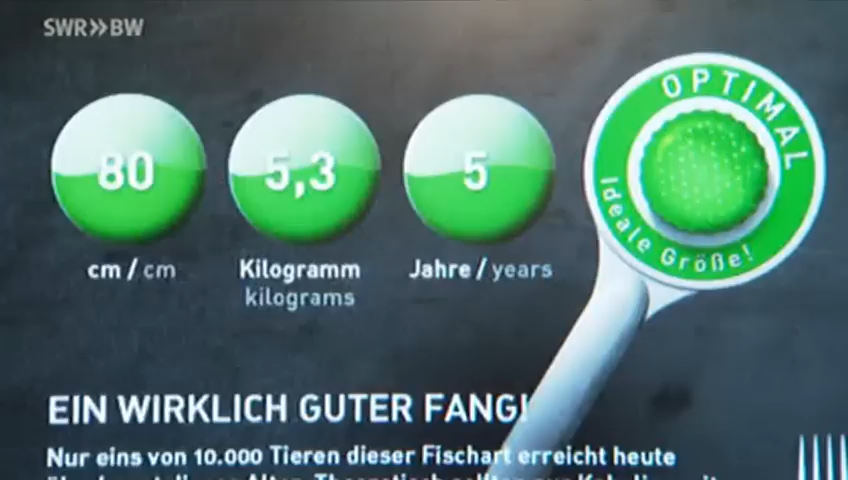 SWR»BW
80
5,3
5
cm / cm
Kilogramm
kilograms
Jahre / years
OPTIMAL
Ideale Größe!
EIN WIRKLICH GUTER FANG!
Nur eins von 10.000 Tieren dieser Fischart erreicht heute